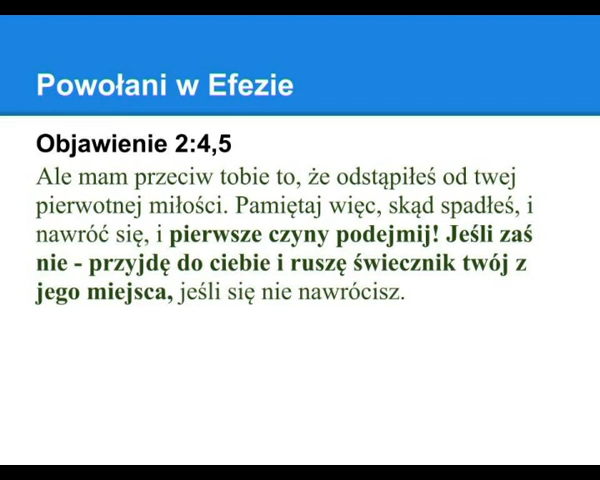 Powołani w Efezie
Objawienie 2:4,5
Ale mam przeciw tobie to, że odstąpiłeś od twej
pierwotnej miłości. Pamiętaj więc, skąd spadłeś, i
nawróć się, i pierwsze czyny podejmij! Jeśli zaś
nie - przyjdę do ciebie i ruszę świecznik twój z
jego miejsca, jeśli się nie nawrócisz.